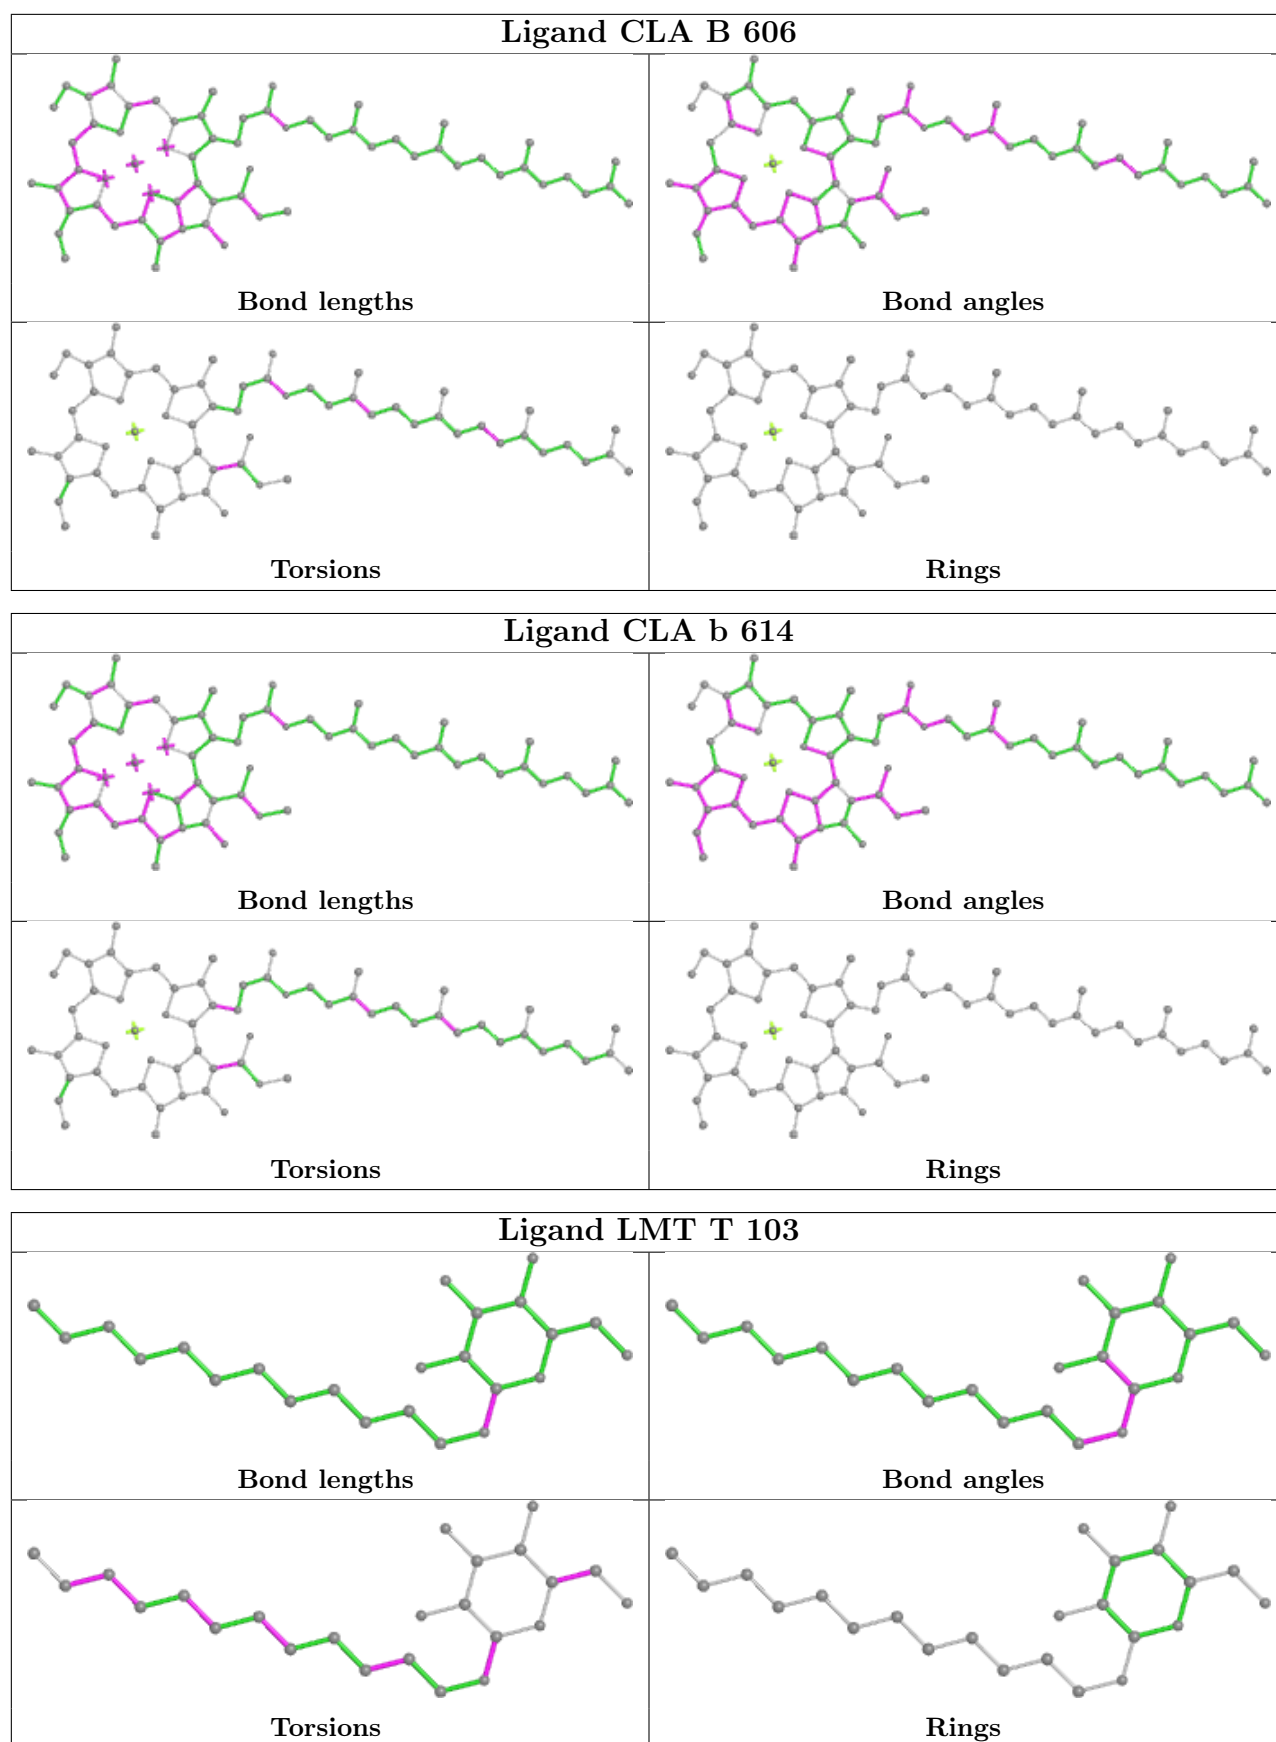 Ligand CLA B 606
Bond lengths
Bond angles
Torsions
Rings
Ligand CLA b 614
Bond lengths
Bond angles
Torsions
Rings
Ligand LMT T 103
Bond lengths
Bond angles
Torsions
Rings